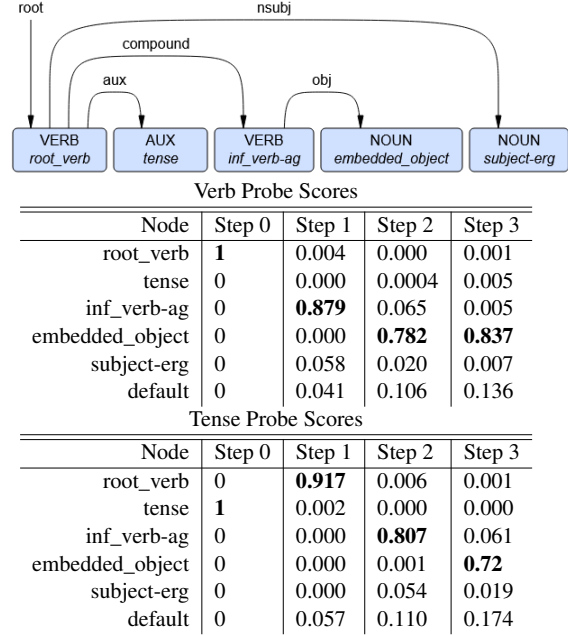 root
nsubj
compound
aux
obj
VERB AUX VERB NOUN NOUN
root_verb tense inf_verb-ag embedded_object subject-erg
Verb Probe Scores
Node Step 0 Step 1 Step 2 Step 3
root_verb 1 0.004 0.000 0.001
tense 0 0.000 0.0004 0.005
inf_verb-ag 0 0.879 0.065 0.005
embedded_object 0 0.000 0.782 0.837
subject-erg 0 0.058 0.020 0.007
default 0 0.041 0.106 0.136
Tense Probe Scores
Node Step 0 Step 1 Step 2 Step 3
root_verb 0 0.917 0.006 0.001
tense 1 0.002 0.000 0.000
inf_verb-ag 0 0.000 0.807 0.061
embedded_object 0 0.000 0.001 0.72
subject-erg 0 0.000 0.054 0.019
default 0 0.057 0.110 0.174